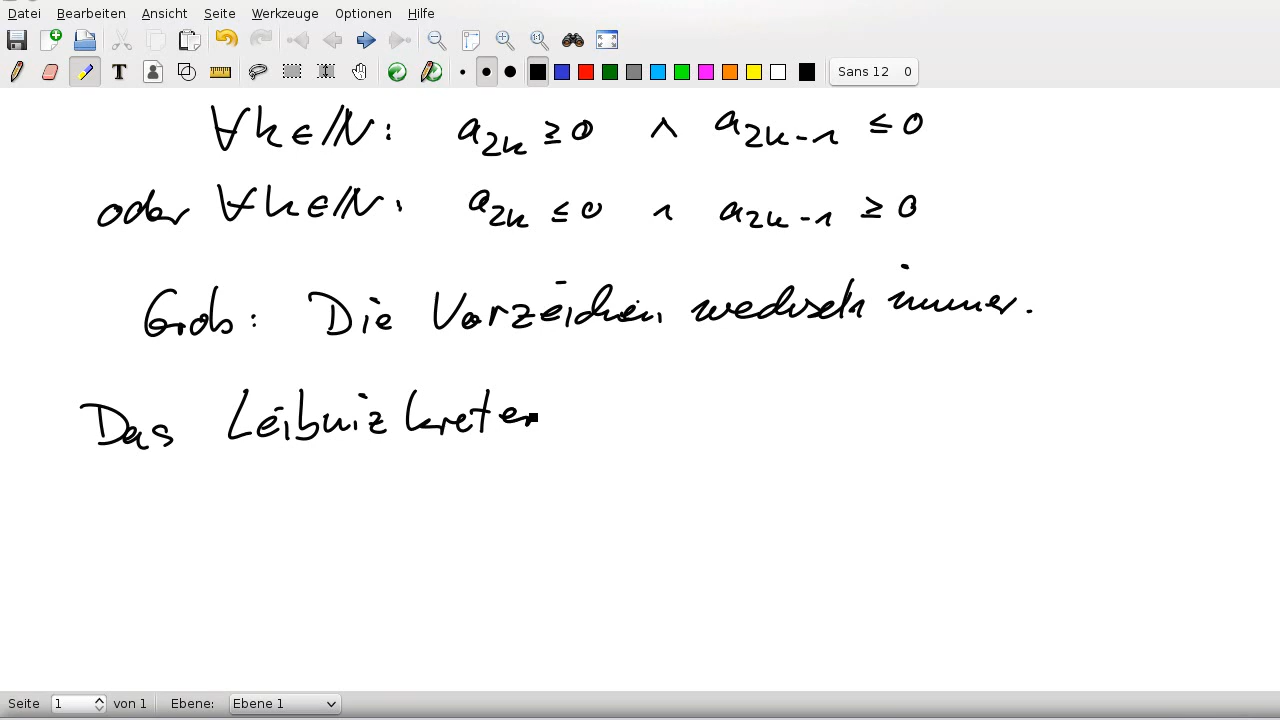 Datei Bearbeiten Ansicht Seite Werkzeuge Optionen Hilfe
Sans 12 0
∀k∈ℕ: a₂ₖ ≥ 0 ∧ a₂ₖ₋₁ ≤ 0
oder ∀k∈ℕ: a₂ₖ ≤ 0 ∧ a₂ₖ₋₁ ≥ 0
Grob: Die Vorzeichen wechseln immer.
Das Leibnizkreter
Seite 1 von 1 Ebene: Ebene 1